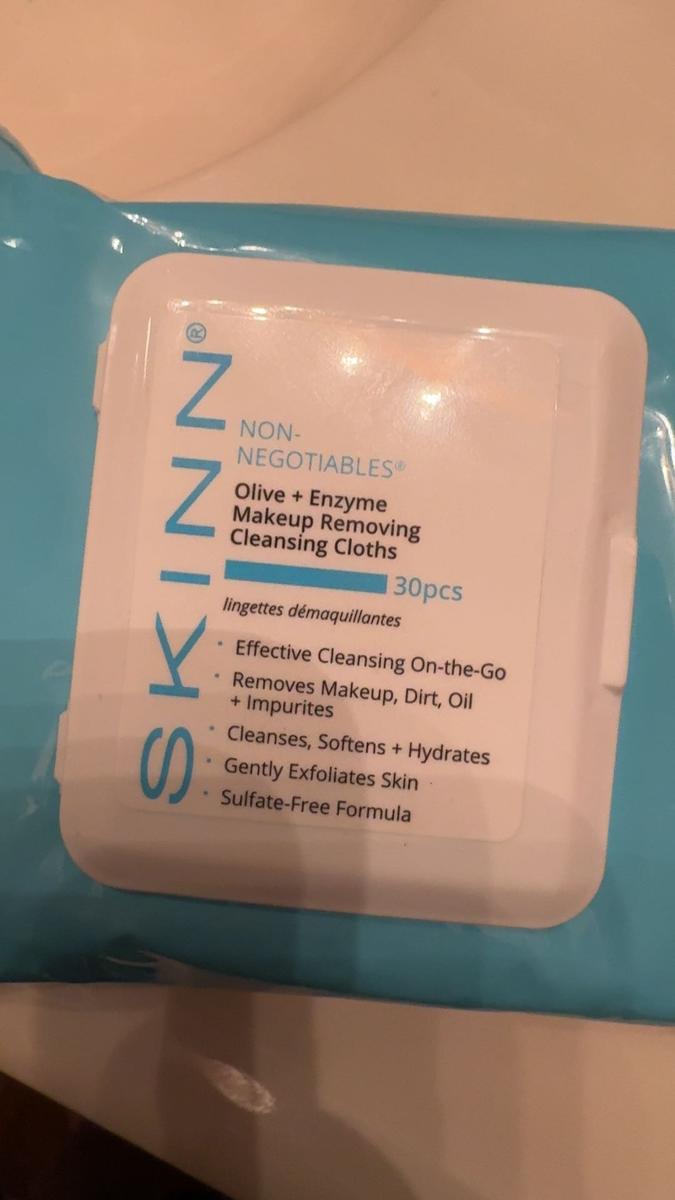 SKINN®
NON-
NEGOTIABLES®
Olive + Enzyme
Makeup Removing
Cleansing Cloths
30pcs
lingettes démaquillantes
· Effective Cleansing On-the-Go
· Removes Makeup, Dirt, Oil
+ Impurites
· Cleanses, Softens + Hydrates
· Gently Exfoliates Skin
· Sulfate-Free Formula